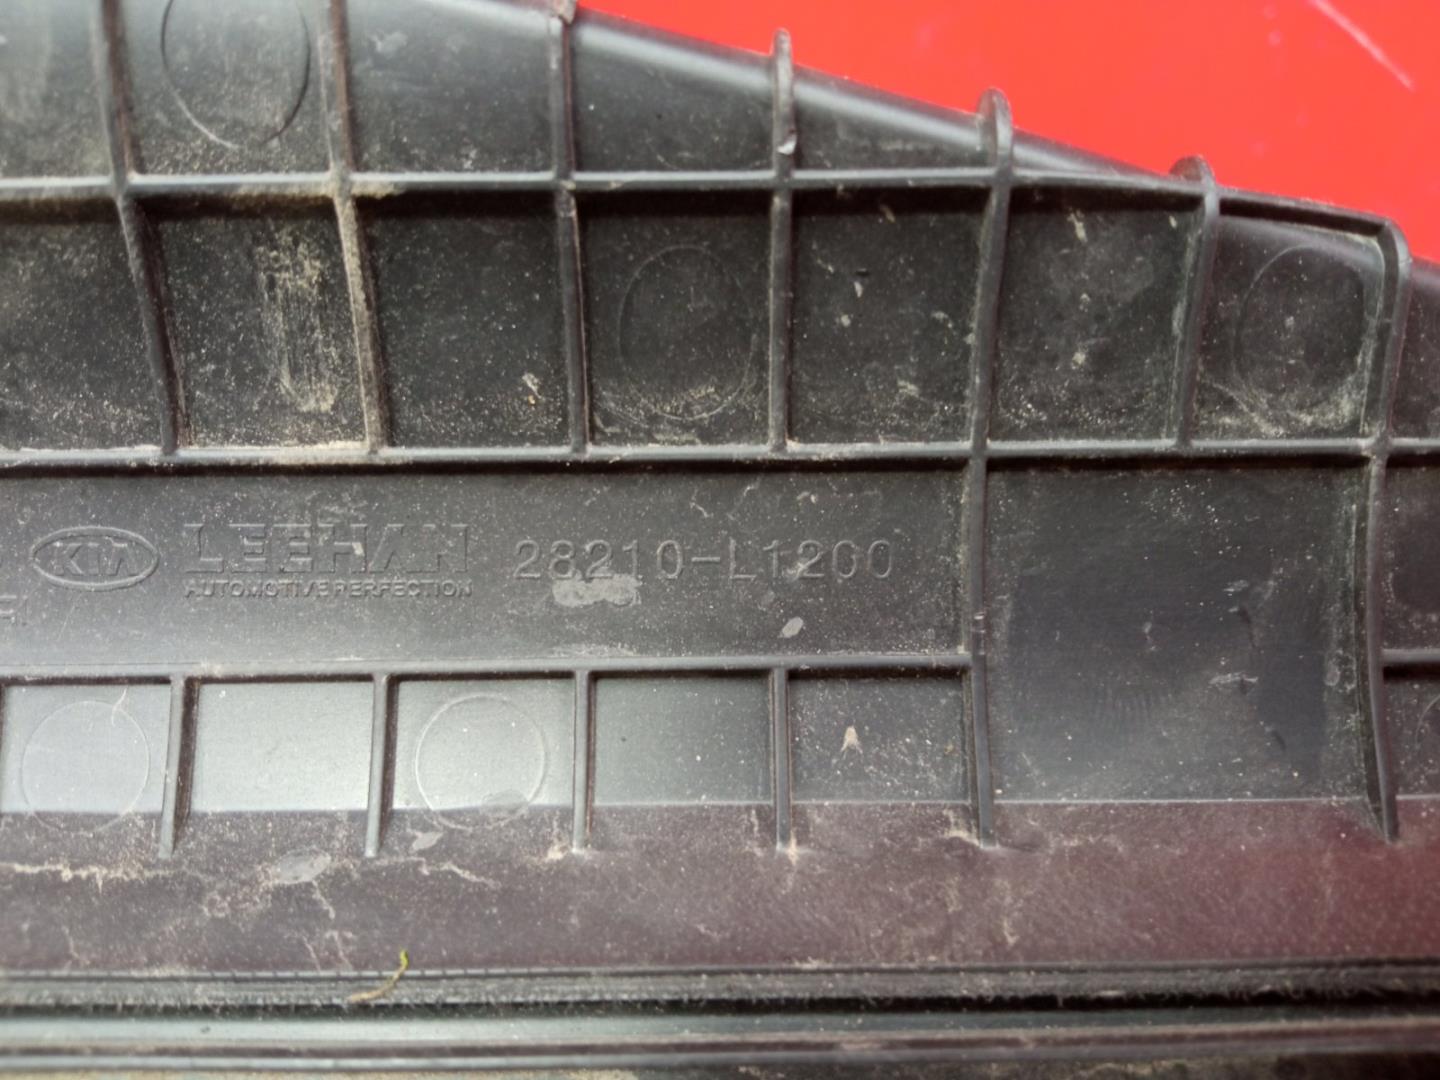 KIA LEEHAN 28210-L1200
AUTOMOTIVE PERFECTION